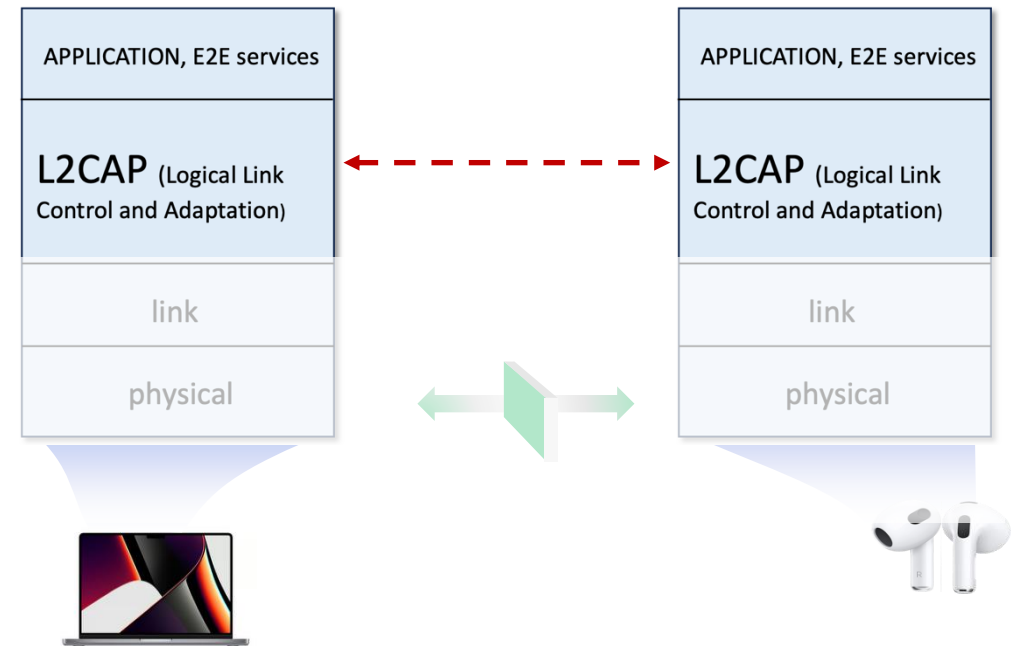 APPLICATION, E2E services
L2CAP (Logical Link
Control and Adaptation)
link
physical
APPLICATION, E2E services
L2CAP (Logical Link
Control and Adaptation)
link
physical
R